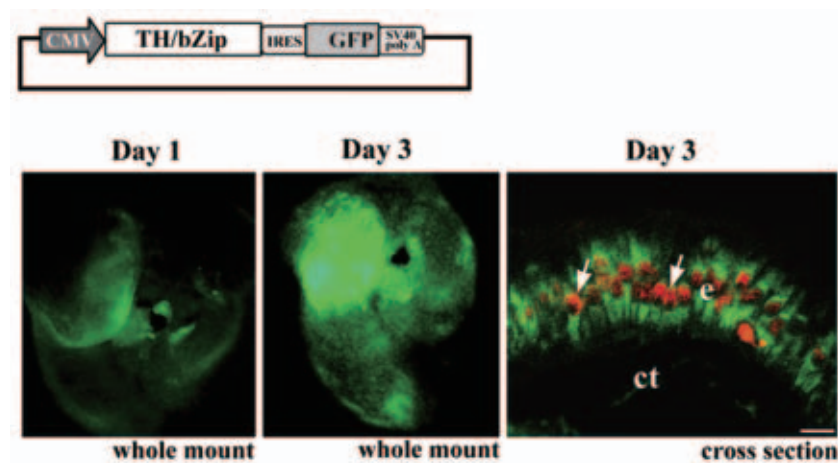 CMV TH/bZip IRES GFP SV40
poly A
Day 1 Day 3 Day 3
e
ct
whole mount whole mount cross section